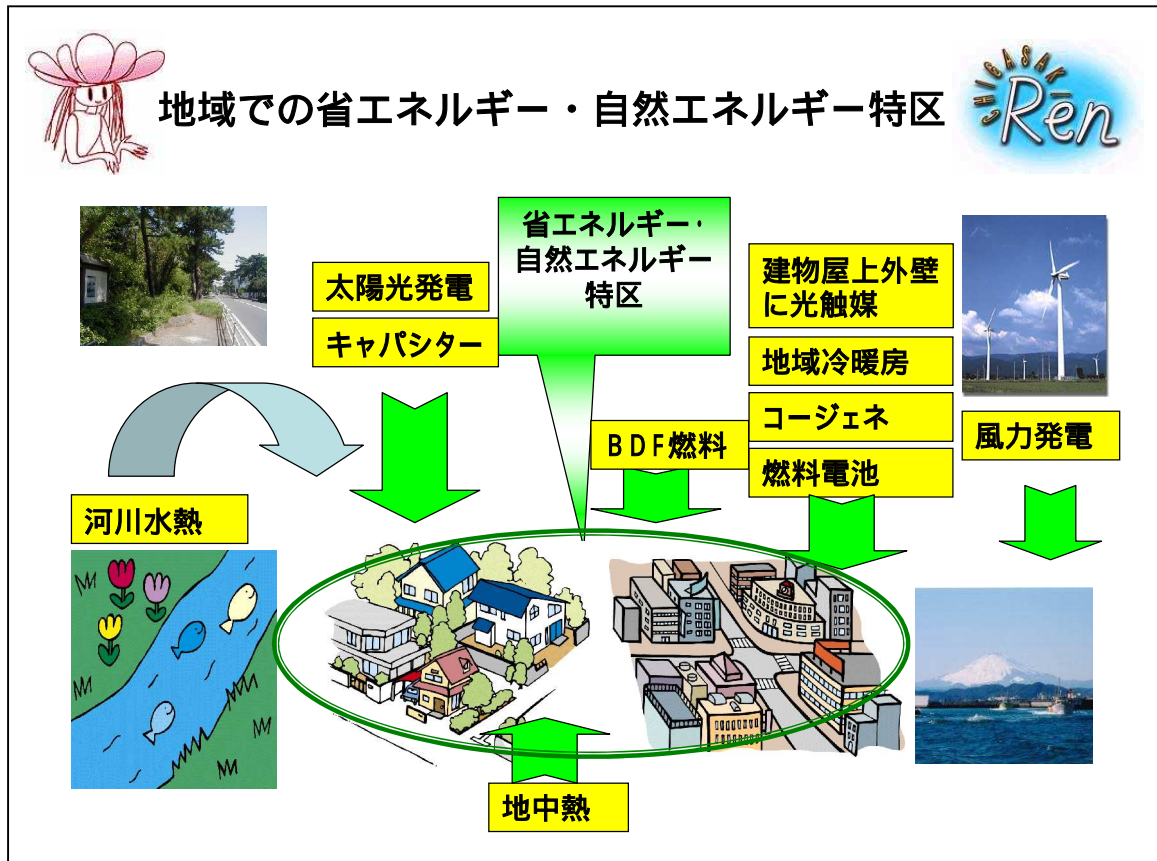 地域での省エネルギー・自然エネルギー特区
CHIGASAKI
Ren
省エネルギー・
自然エネルギー
特区
太陽光発電
キャパシター
建物屋上外壁
に光触媒
地域冷暖房
コージェネ
燃料電池
BDF燃料
風力発電
河川水熱
地中熱